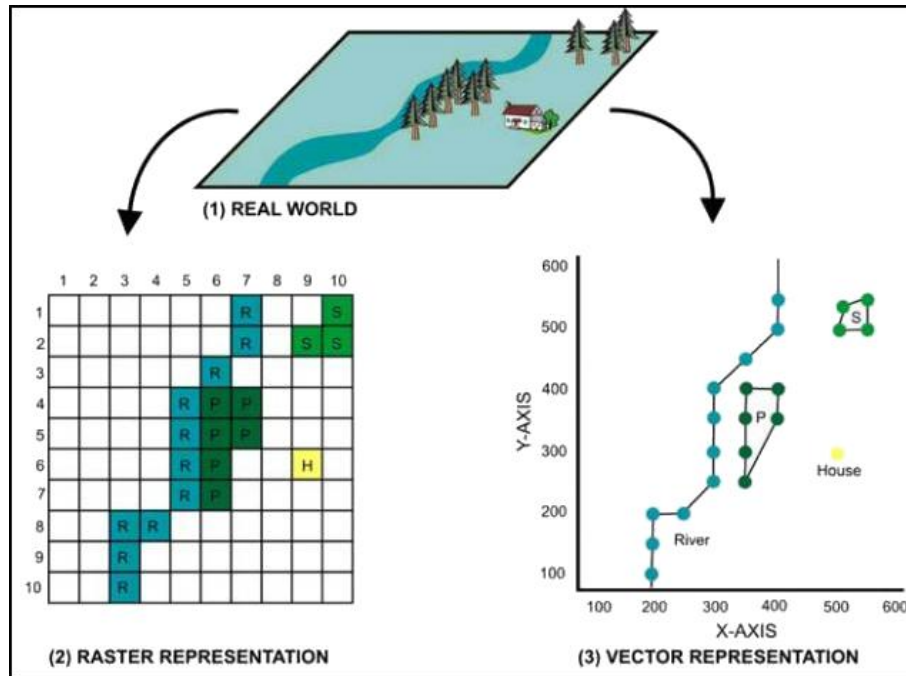 (1) REAL WORLD
1 2 3 4 5 6 7 8 9 10
1 R S
2 R S S
3 R
4 R P P
5 R P P
6 R P H
7 R P
8 R R
9 R
10 R
(2) RASTER REPRESENTATION
600
500
400
300
200
100
Y-AXIS
S
P
House
River
100 200 300 400 500 600
X-AXIS
(3) VECTOR REPRESENTATION